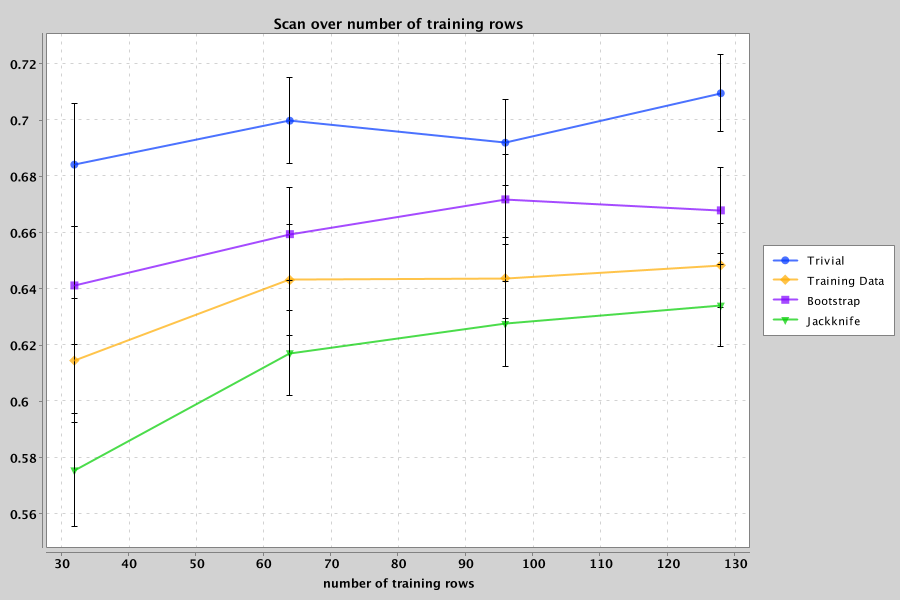 Scan over number of training rows
0.72
0.7
0.68
0.66
0.64
0.62
0.6
0.58
0.56
30 40 50 60 70 80 90 100 110 120 130
number of training rows
Trivial
Training Data
Bootstrap
Jackknife